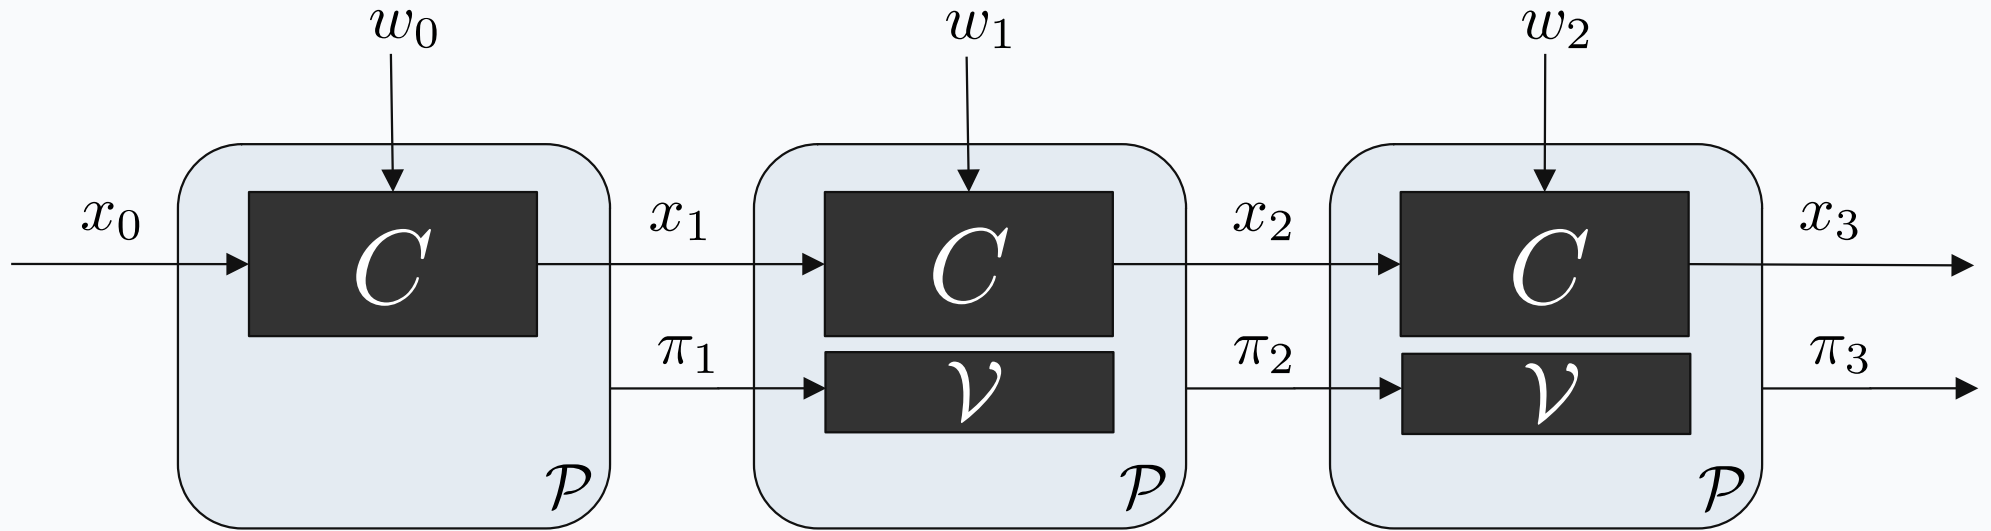 w₀ w₁ w₂
x₀ C x₁ C x₂ C x₃
π₁ 𝒱 π₂ 𝒱 π₃
𝒫 𝒫 𝒫